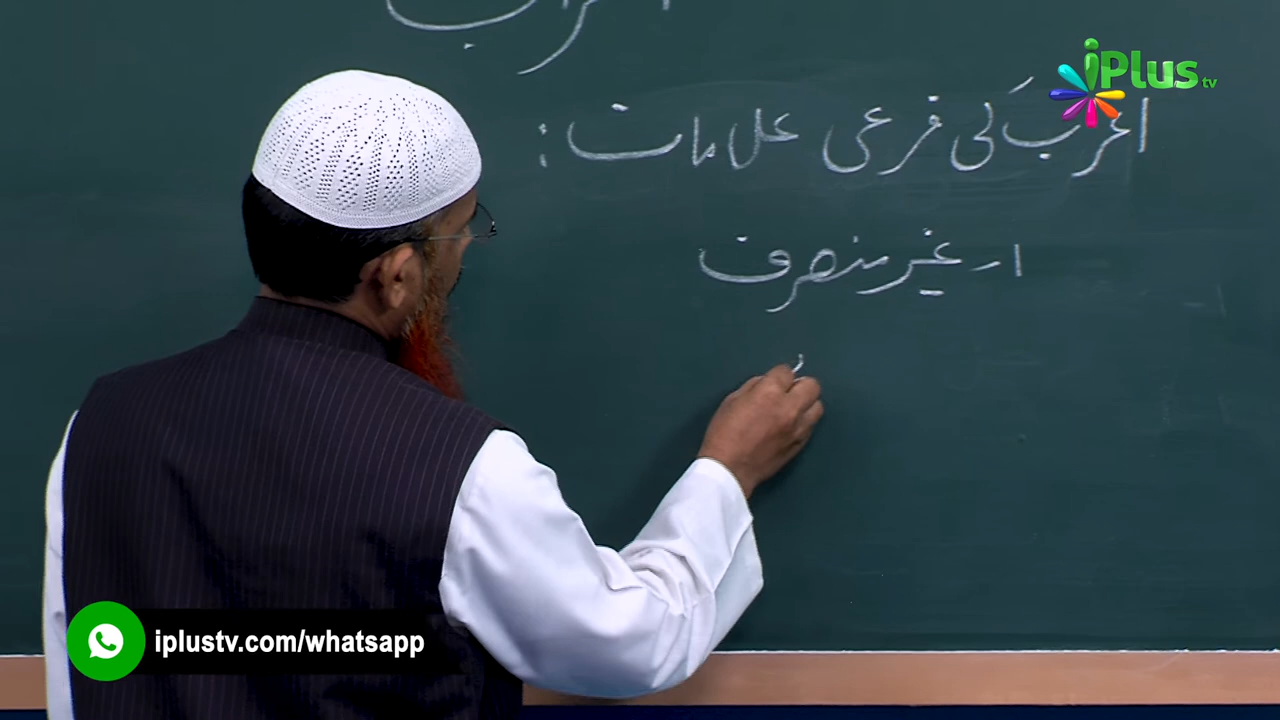 iPlus tv
اعراب کی فرعی علامات :
۱۔ غیر منصرف
iplustv.com/whatsapp